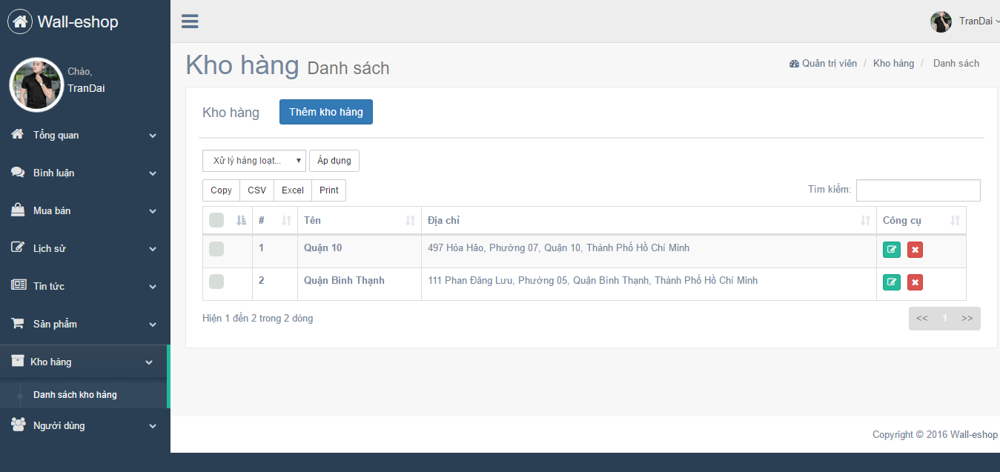 Wall-eshop
TranDai
Chào,
TranDai
Tổng quan
Bình luận
Mua bán
Lịch sử
Tin tức
Sản phẩm
Kho hàng
Danh sách kho hàng
Người dùng
Kho hàng Danh sách
Quản trị viên / Kho hàng / Danh sách
Kho hàng Thêm kho hàng
Xử lý hàng loạt... Áp dụng
Copy CSV Excel Print Tìm kiếm:
# Tên Địa chỉ Công cụ
1 Quận 10 497 Hòa Hảo, Phường 07, Quận 10, Thành Phố Hồ Chí Minh
2 Quận Bình Thạnh 111 Phan Đăng Lưu, Phường 05, Quận Bình Thạnh, Thành Phố Hồ Chí Minh
Hiện 1 đến 2 trong 2 dòng << 1 >>
Copyright © 2016 Wall-eshop